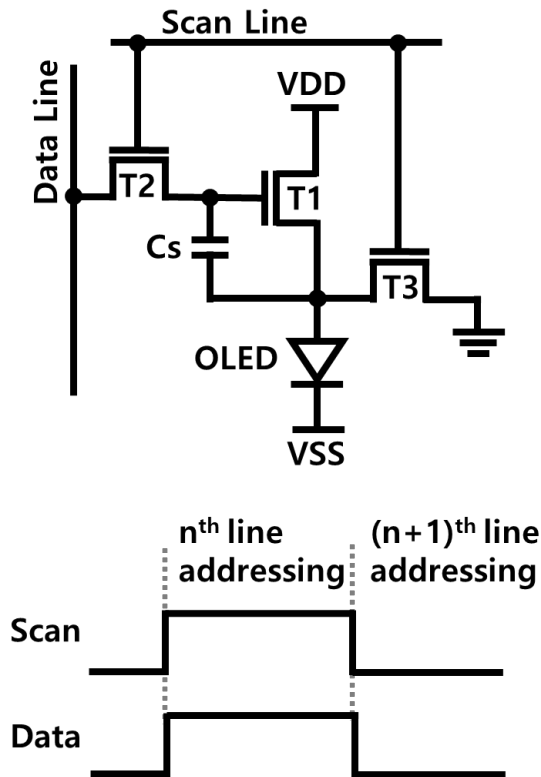 Scan Line
Data Line
VDD
T2
T1
Cs
T3
OLED
VSS
nth line
addressing
(n+1)th line
addressing
Scan
Data